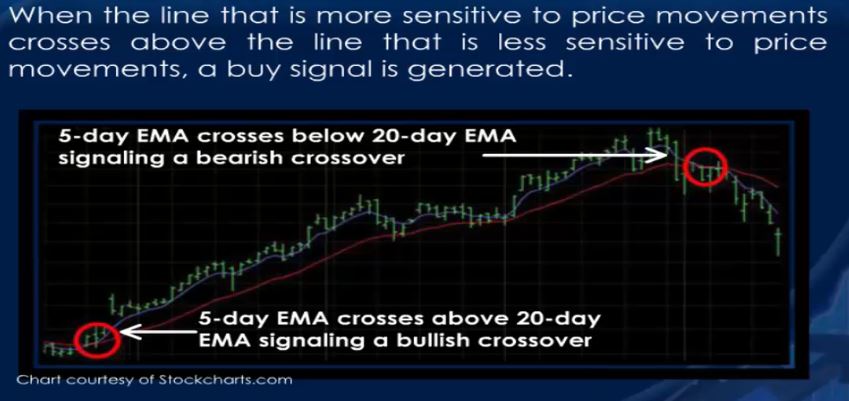 When the line that is more sensitive to price movements
crosses above the line that is less sensitive to price
movements, a buy signal is generated.
5-day EMA crosses below 20-day EMA
signaling a bearish crossover
5-day EMA crosses above 20-day
EMA signaling a bullish crossover
Chart courtesy of Stockcharts.com